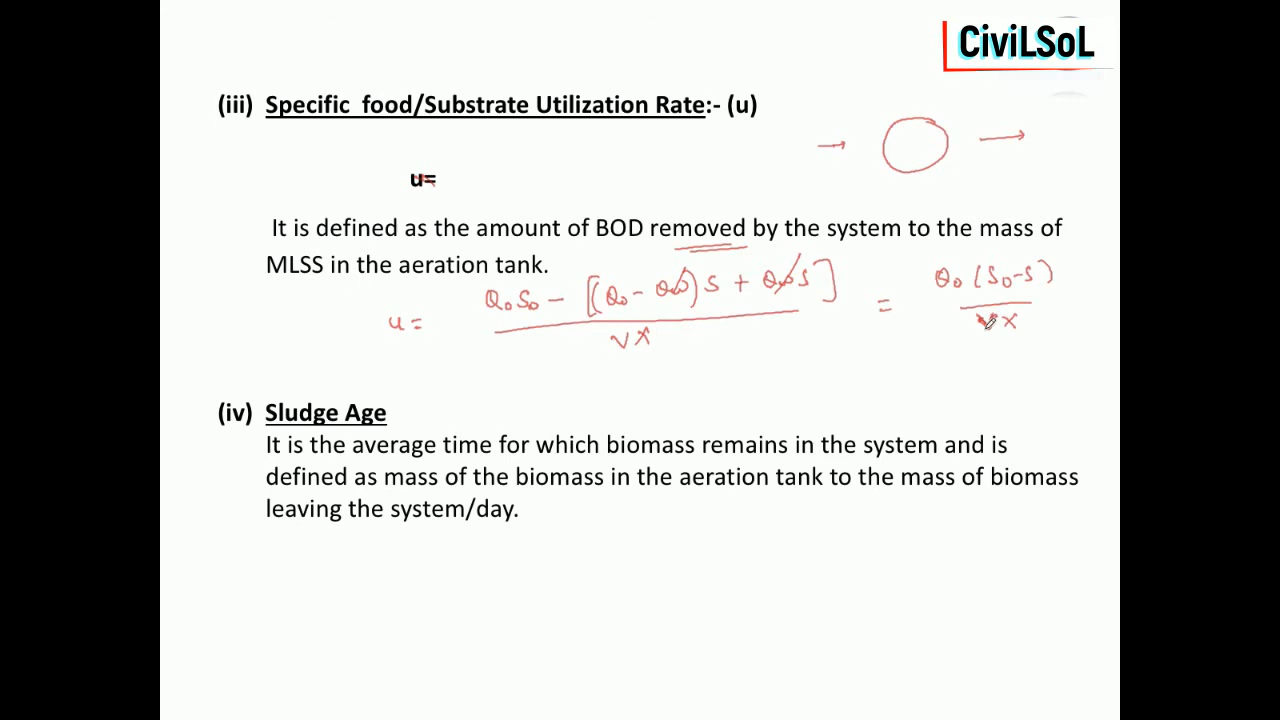 CiviLSoL
(iii) Specific food/Substrate Utilization Rate:- (u)
u=
It is defined as the amount of BOD removed by the system to the mass of
MLSS in the aeration tank.
u = Q₀S₀ - [(Q₀ - Qω)S + QωS] / VX = Q₀(S₀-S) / VX
(iv) Sludge Age
It is the average time for which biomass remains in the system and is
defined as mass of the biomass in the aeration tank to the mass of biomass
leaving the system/day.